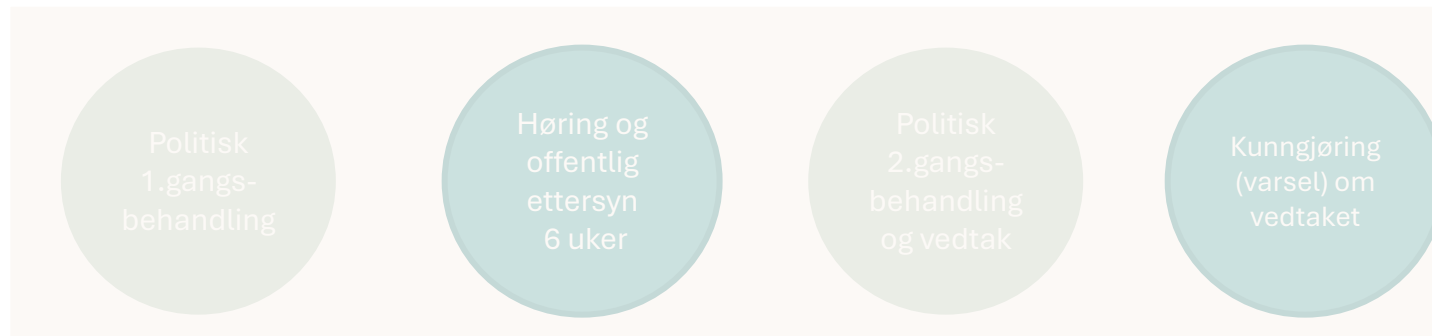 Politisk
1.gangs-
behandling
Høring og
offentlig
ettersyn
6 uker
Politisk
2.gangs-
behandling
og vedtak
Kunngjøring
(varsel) om
vedtaket